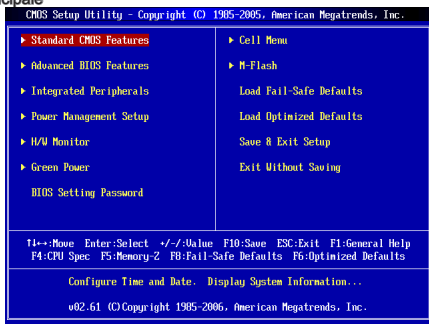 cipale
CMOS Setup Utility - Copyright (C) 1985-2005, American Megatrends, Inc.
▶ Standard CMOS Features
▶ Advanced BIOS Features
▶ Integrated Peripherals
▶ Power Management Setup
▶ H/W Monitor
▶ Green Power
BIOS Setting Password
▶ Cell Menu
▶ M-Flash
Load Fail-Safe Defaults
Load Optimized Defaults
Save & Exit Setup
Exit Without Saving
↑↓←→:Move Enter:Select +/-/:Value F10:Save ESC:Exit F1:General Help
F4:CPU Spec F5:Memory-Z F8:Fail-Safe Defaults F6:Optimized Defaults
Configure Time and Date. Display System Information...
v02.61 (C)Copyright 1985-2006, American Megatrends, Inc.